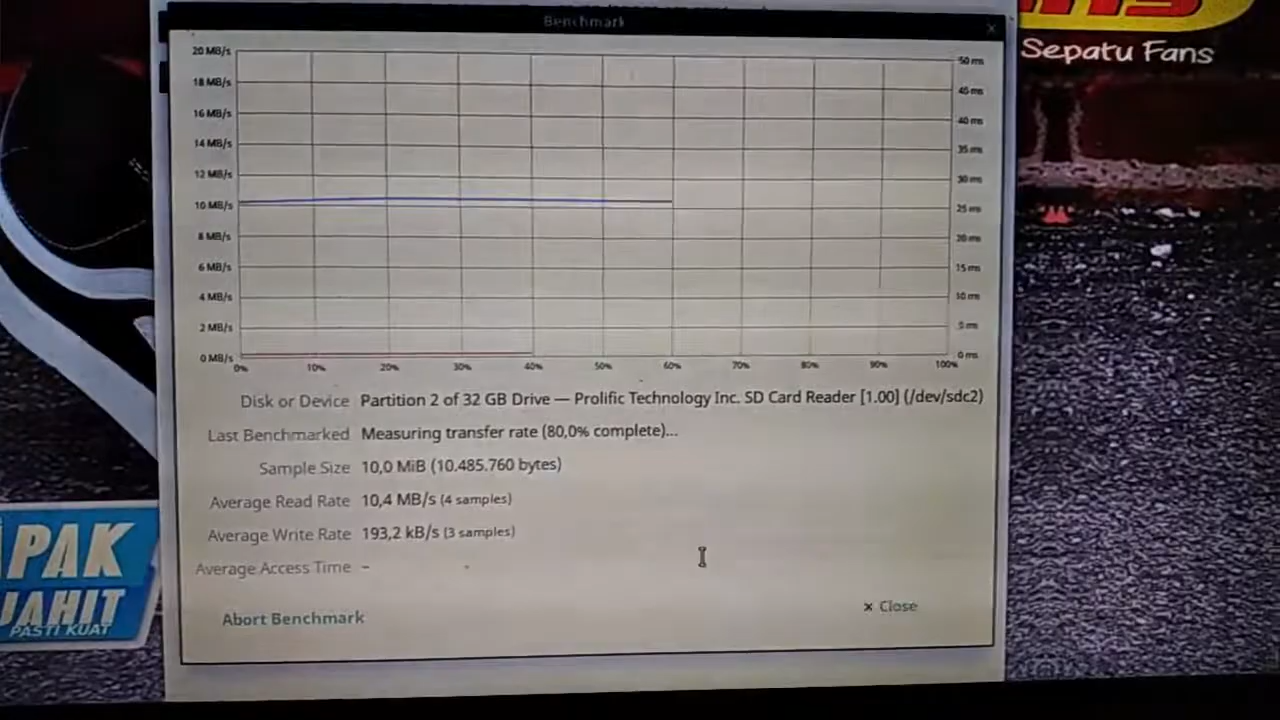 Benchmark
Sepatu Fans
20 MB/s
50 ms
18 MB/s
45 ms
16 MB/s
40 ms
14 MB/s
35 ms
12 MB/s
30 ms
10 MB/s
25 ms
8 MB/s
20 ms
6 MB/s
15 ms
4 MB/s
10 ms
2 MB/s
5 ms
0 MB/s
0 ms
0% 10% 20% 30% 40% 50% 60% 70% 80% 90% 100%
Disk or Device Partition 2 of 32 GB Drive — Prolific Technology Inc. SD Card Reader [1.00] (/dev/sdc2)
Last Benchmarked Measuring transfer rate (80,0% complete)...
Sample Size 10,0 MiB (10.485.760 bytes)
Average Read Rate 10,4 MB/s (4 samples)
Average Write Rate 193,2 kB/s (3 samples)
Average Access Time –
Abort Benchmark
× Close
APAK
JAHIT
PASTI KUAT